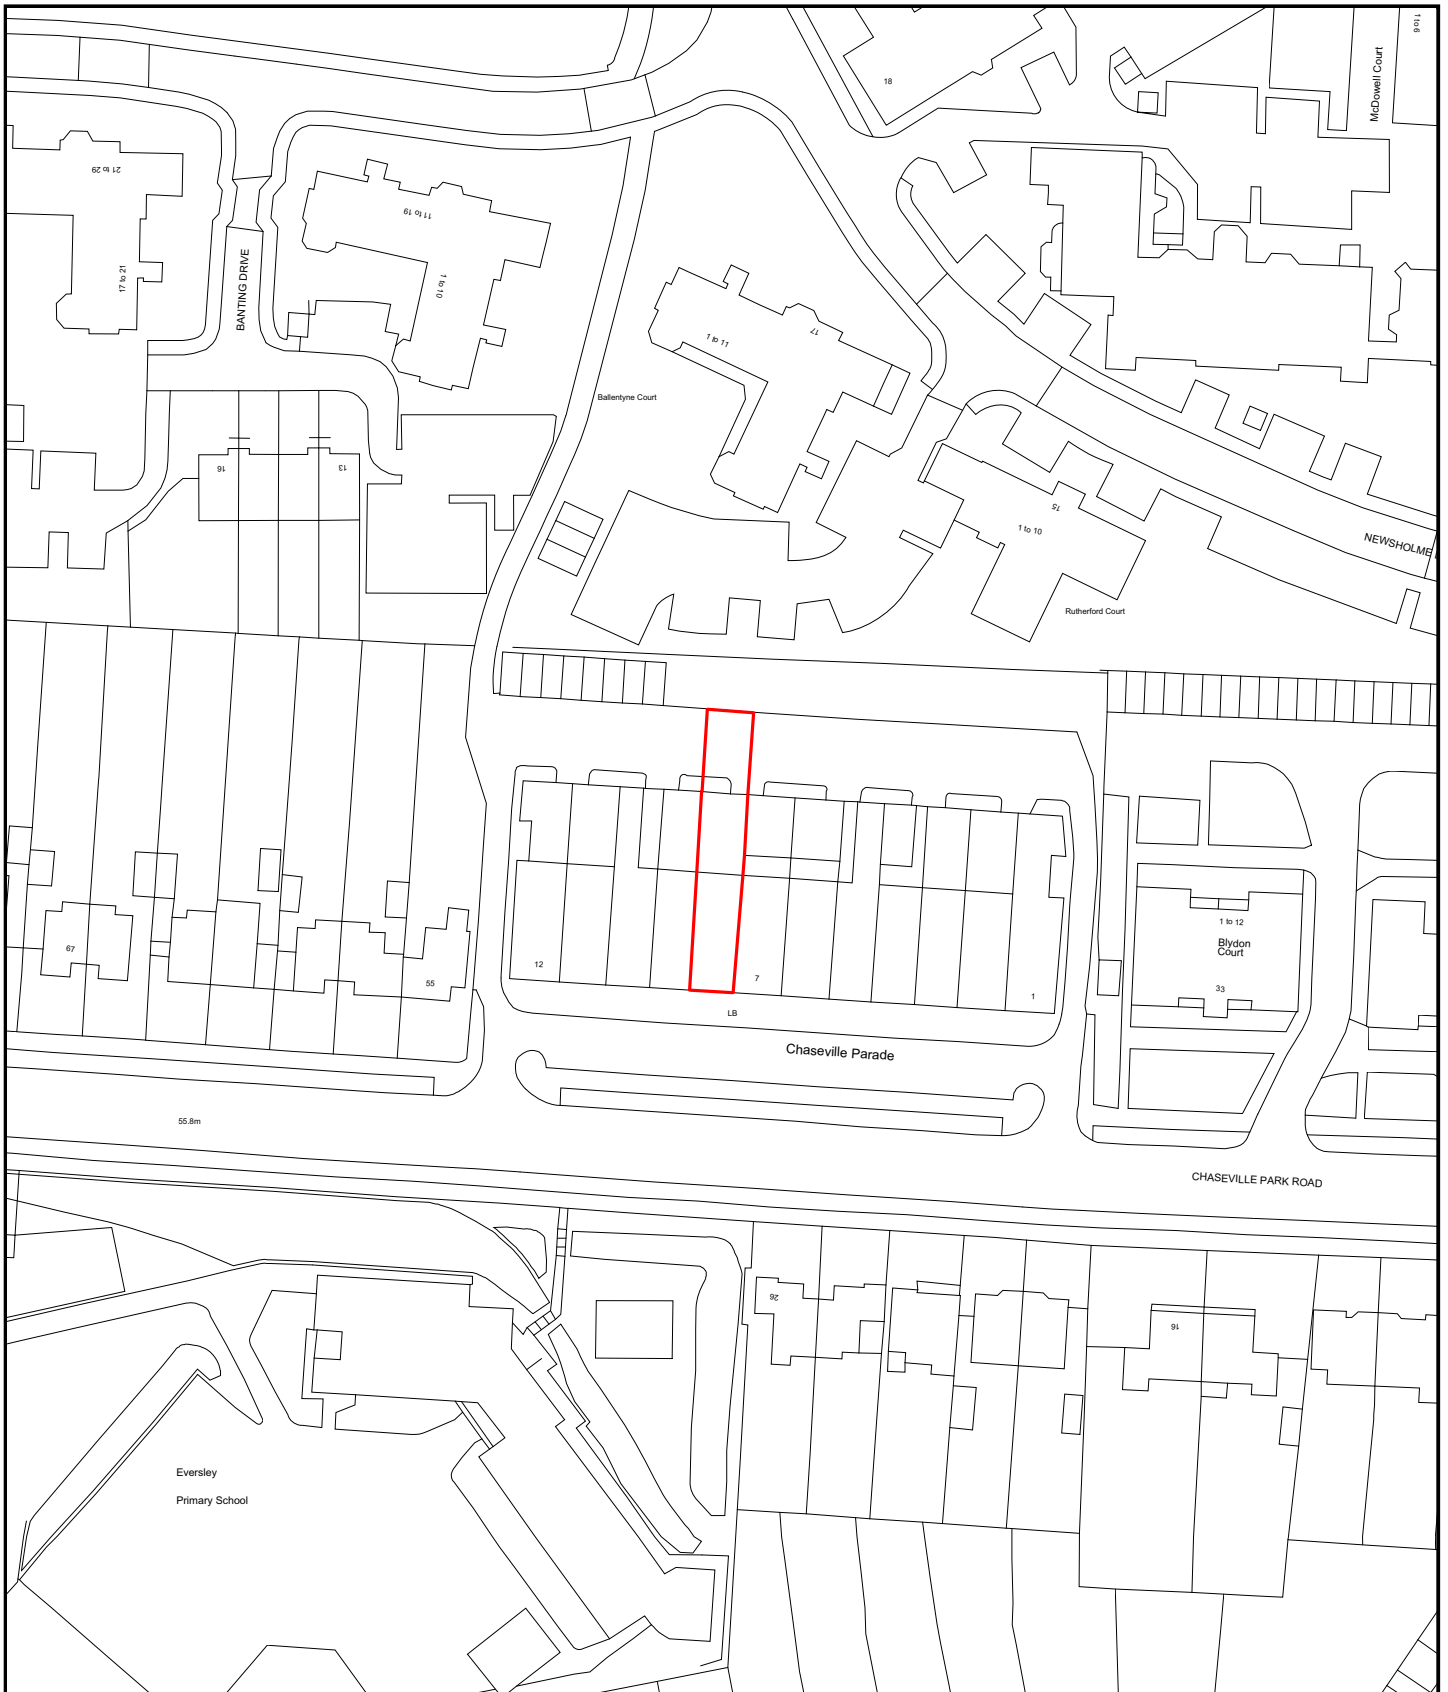 1 to 6
McDowell Court
18
21 to 29
17 to 21
BANTING DRIVE
11 to 19
1 to 10
17
1 to 11
Ballentyne Court
16
13
15
1 to 10
NEWSHOLME
Rutherford Court
67
55
12
7
1
LB
Chaseville Parade
1 to 12
Blydon
Court
33
55.8m
CHASEVILLE PARK ROAD
26
16
Eversley
Primary School